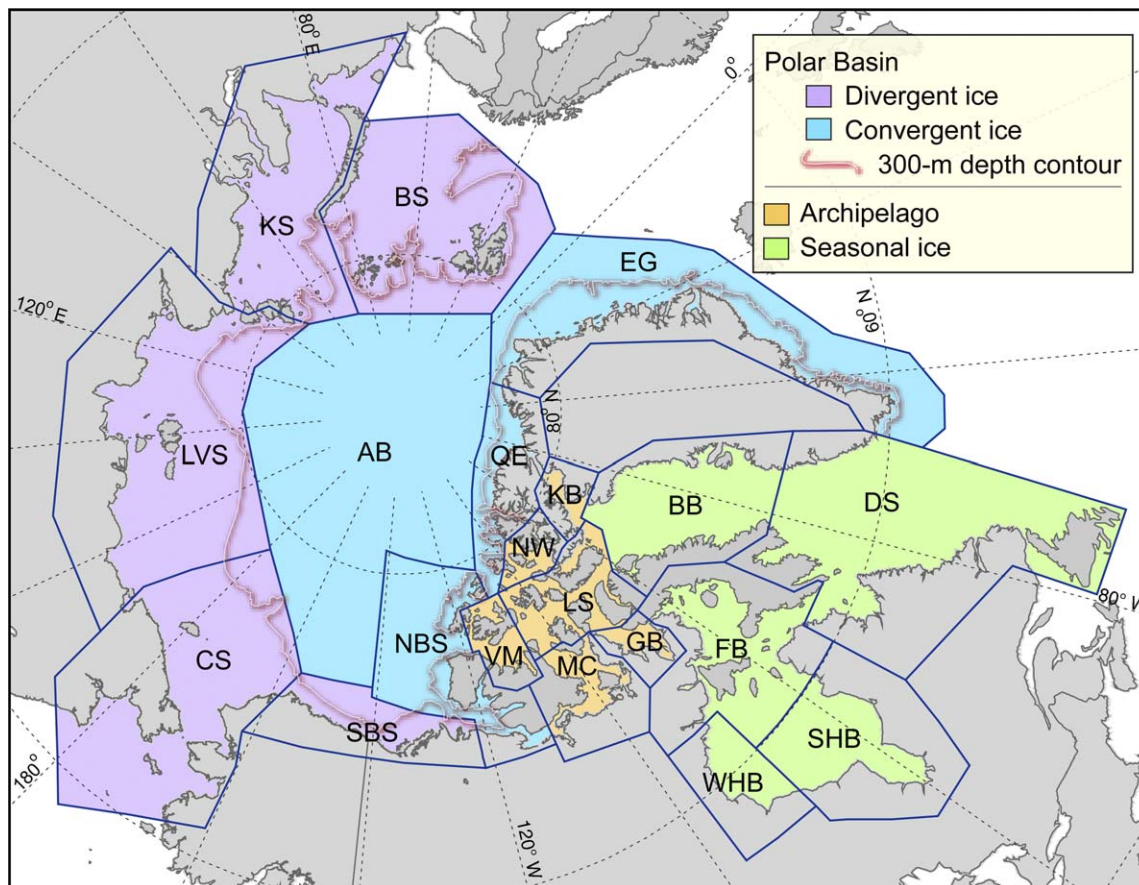 80° E
0°
Polar Basin
Divergent ice
Convergent ice
300-m depth contour
Archipelago
Seasonal ice
BS
KS
EG
120° E
60° N
80° N
LVS
AB
QE
KB
BB
DS
NW
LS
80° W
CS
NBS
VM
MC
GB
FB
SBS
SHB
WHB
180°
120° W